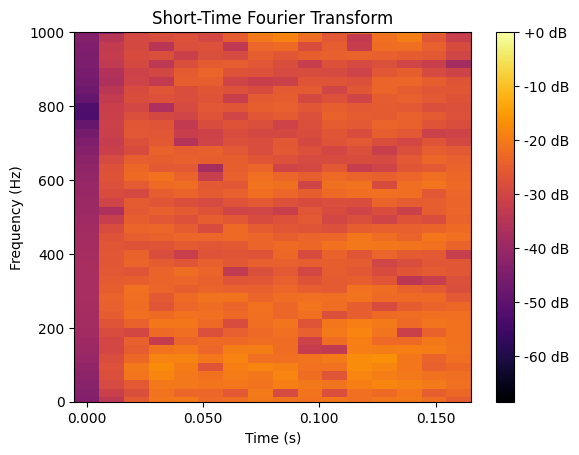 Short-Time Fourier Transform
1000
800
600
400
200
0
Frequency (Hz)
0.000
0.050
0.100
0.150
Time (s)
+0 dB
-10 dB
-20 dB
-30 dB
-40 dB
-50 dB
-60 dB